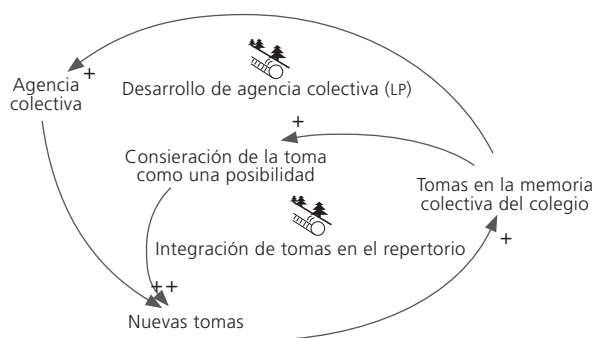 +
Agencia
colectiva
Desarrollo de agencia colectiva (LP)
+
Consieración de la toma
como una posibilidad
Tomas en la memoria
colectiva del colegio
+
Integración de tomas en el repertorio
++
Nuevas tomas